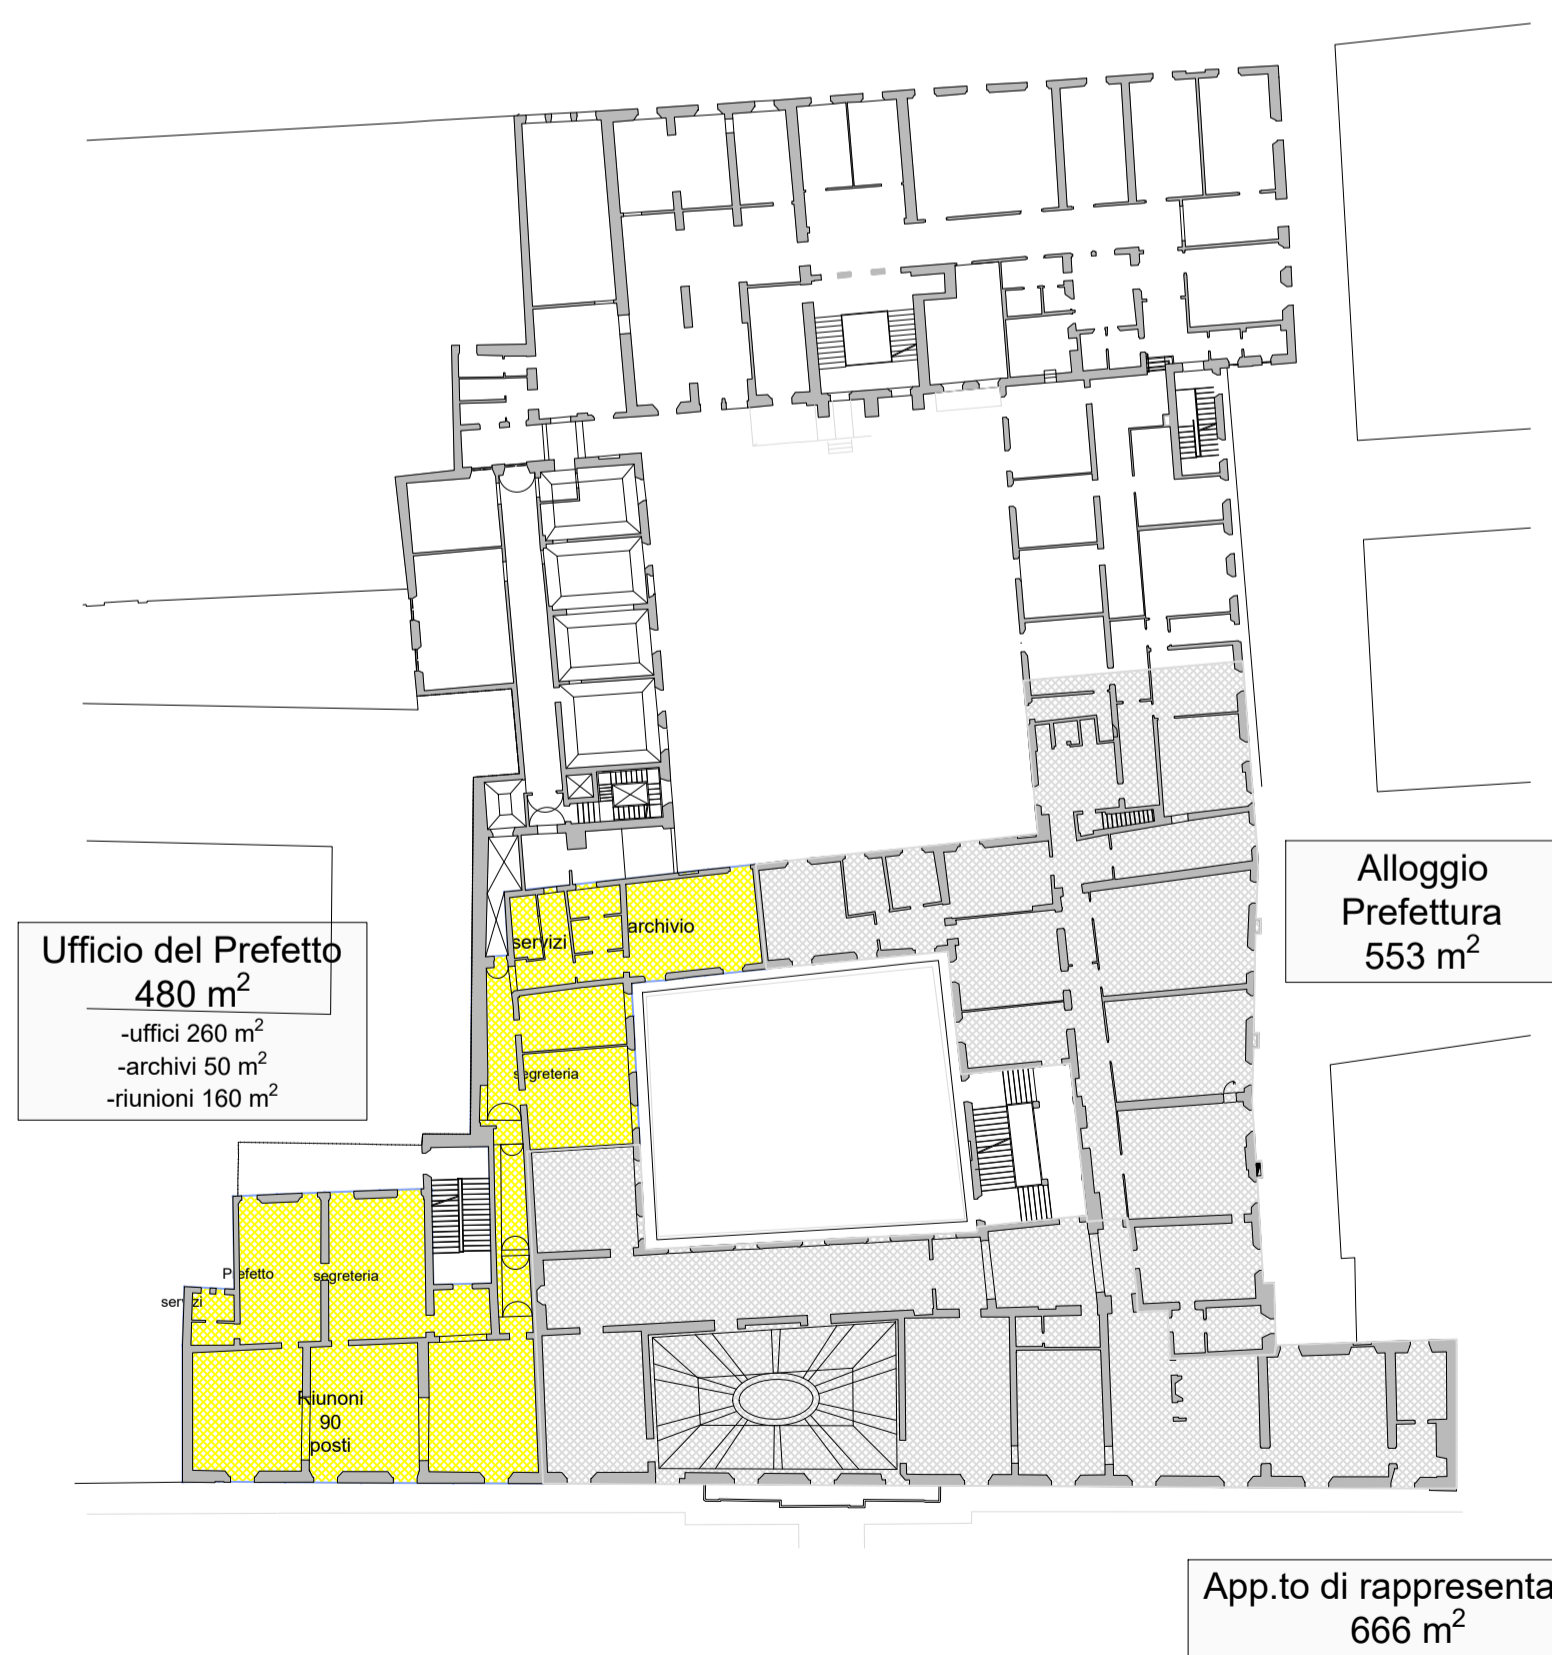 servizi
archivio
Alloggio
Prefettura
553 m²
Ufficio del Prefetto
480 m²
-uffici 260 m²
-archivi 50 m²
-riunioni 160 m²
segreteria
Prefetto
segreteria
servizi
Riunoni
90
posti
App.to di rappresenta
666 m²